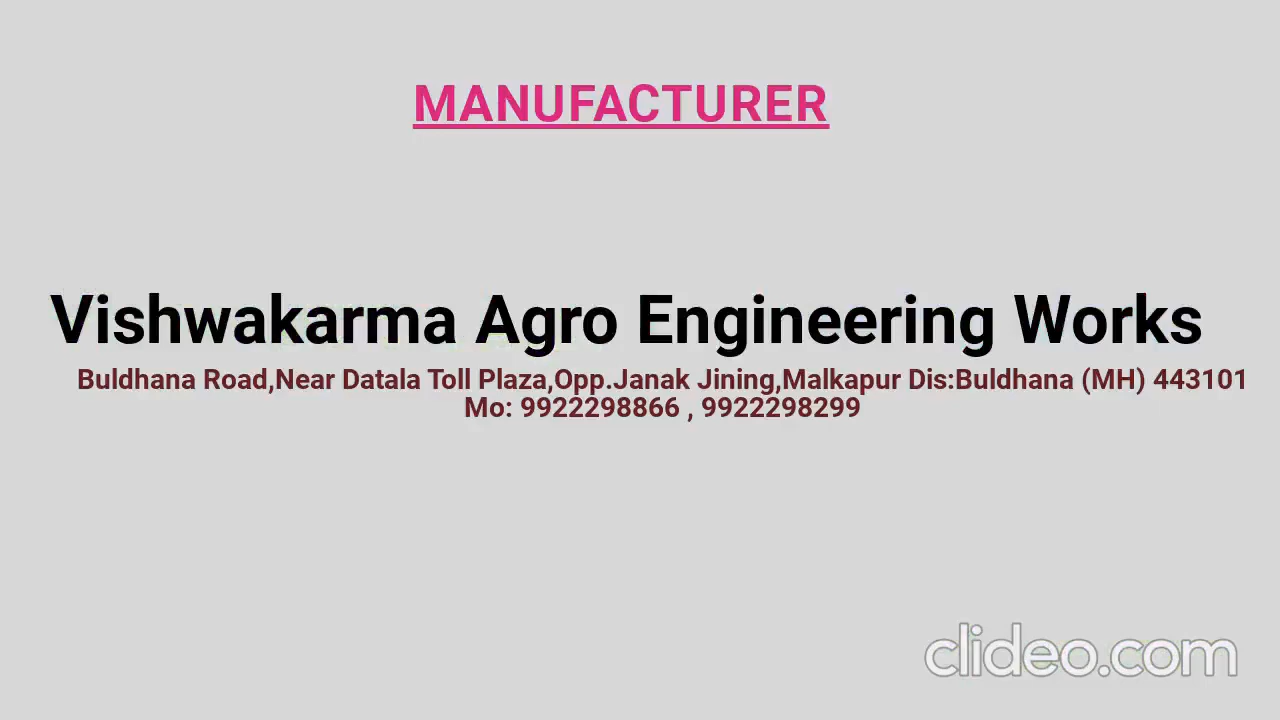 MANUFACTURER
Vishwakarma Agro Engineering Works
Buldhana Road,Near Datala Toll Plaza,Opp.Janak Jining,Malkapur Dis:Buldhana (MH) 443101
Mo: 9922298866 , 9922298299
clideo.com